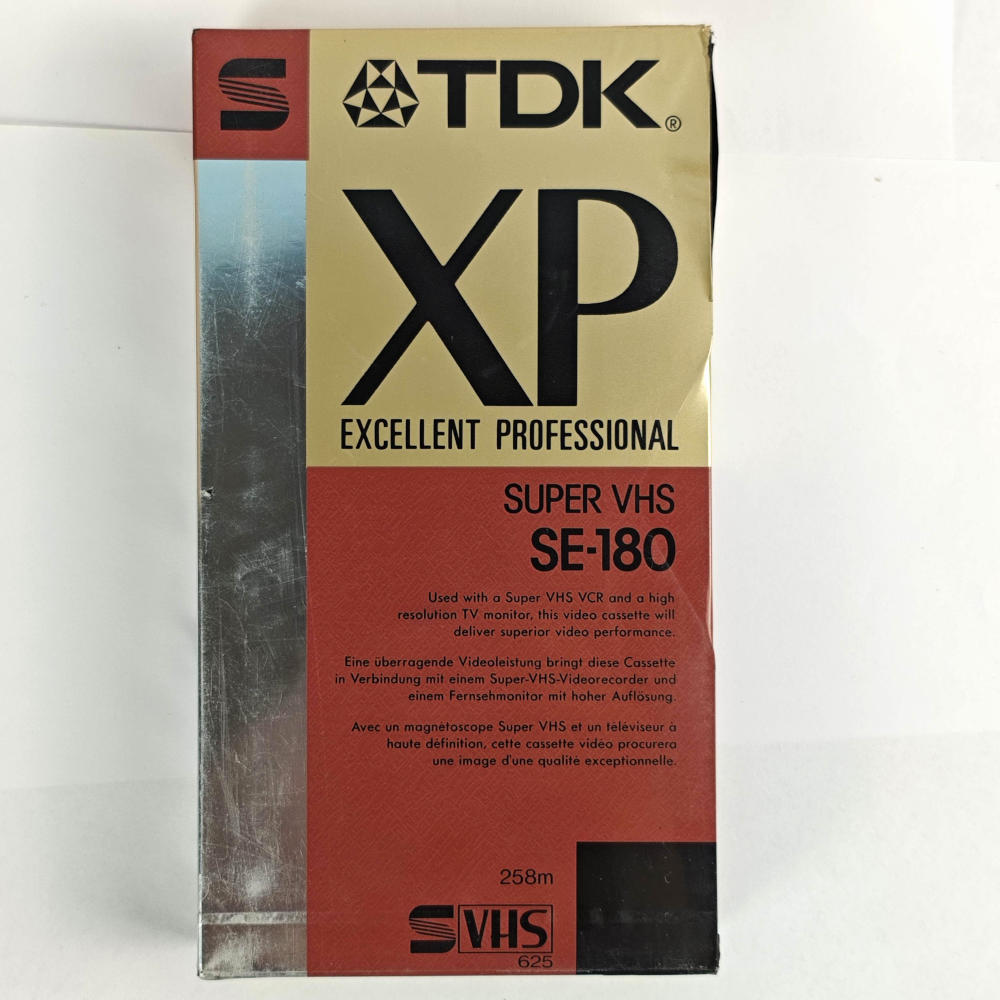 S
TDK®
XP
EXCELLENT PROFESSIONAL
SUPER VHS
SE-180
Used with a Super VHS VCR and a high
resolution TV monitor, this video cassette will
deliver superior video performance.
Eine überragende Videoleistung bringt diese Cassette
in Verbindung mit einem Super-VHS-Videorecorder und
einem Fernsehmonitor mit hoher Auflösung.
Avec un magnétoscope Super VHS et un téléviseur à
haute définition, cette cassette vidéo procurera
une image d'une qualité exceptionnelle.
258m
S VHS
625